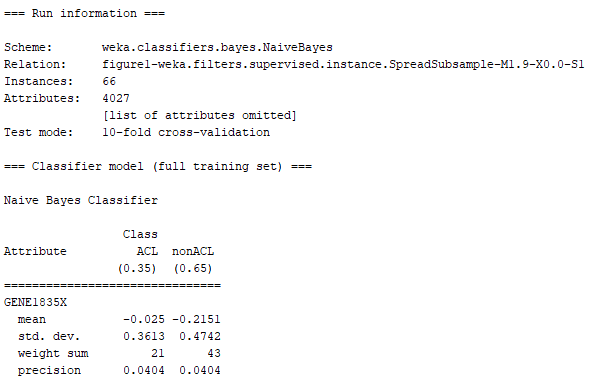 === Run information ===
Scheme: weka.classifiers.bayes.NaiveBayes
Relation: figure1-weka.filters.supervised.instance.SpreadSubsample-M1.9-X0.0-S1
Instances: 66
Attributes: 4027
[list of attributes omitted]
Test mode: 10-fold cross-validation
=== Classifier model (full training set) ===
Naive Bayes Classifier
Class
Attribute ACL nonACL
(0.35) (0.65)
===============================
GENE1835X
mean -0.025 -0.2151
std. dev. 0.3613 0.4742
weight sum 21 43
precision 0.0404 0.0404